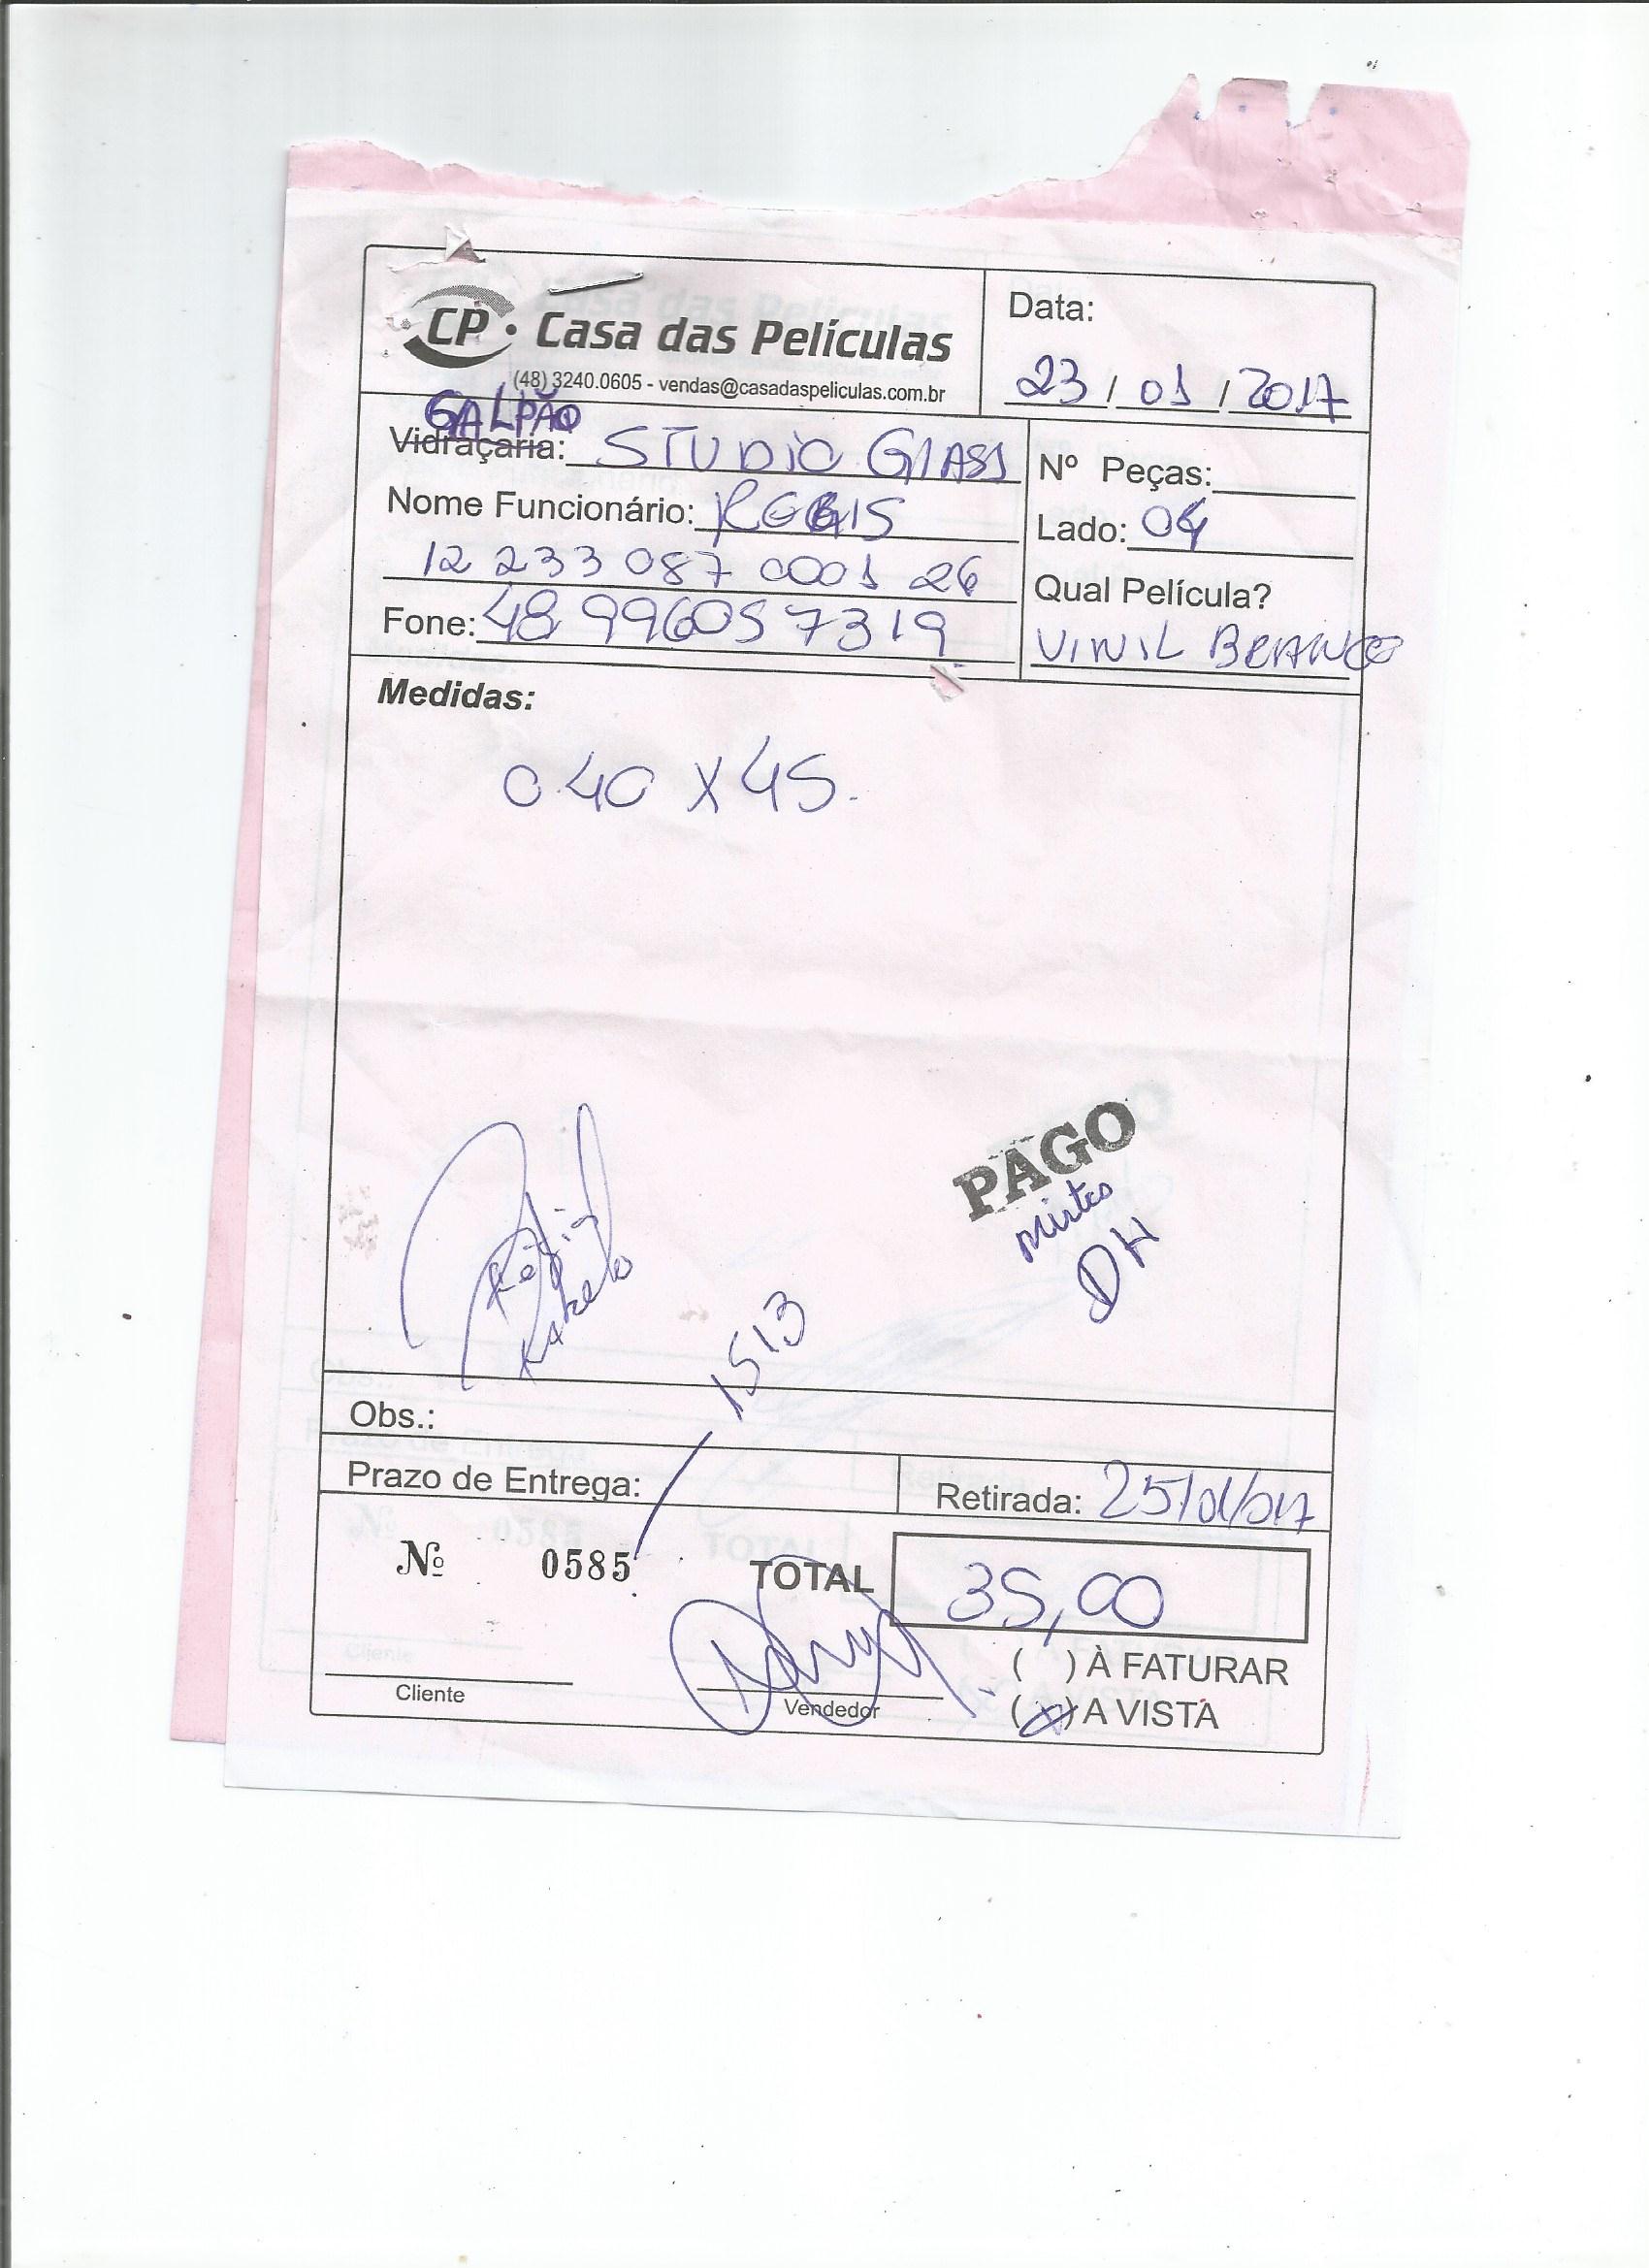 CP Casa das Películas
(48) 3240.0605 - vendas@casadaspeliculas.com.br
Data:
23 / 01 / 2017
GALPÃO
Vidraçaria: STUDIO GlASS
Nº Peças:
Nome Funcionário: REGIS
Lado: 04
12 233 087 0001 26
Qual Película?
Fone: 48 996057319
VINIL BRANCO
Medidas:
0.40 X 45.
PAGO
DH
Regis
1513
Obs.:
Prazo de Entrega: /
Retirada: 25/01/017
Nº 0585
TOTAL 35,00
( ) À FATURAR
Cliente
Vendedor
(X) A VISTA